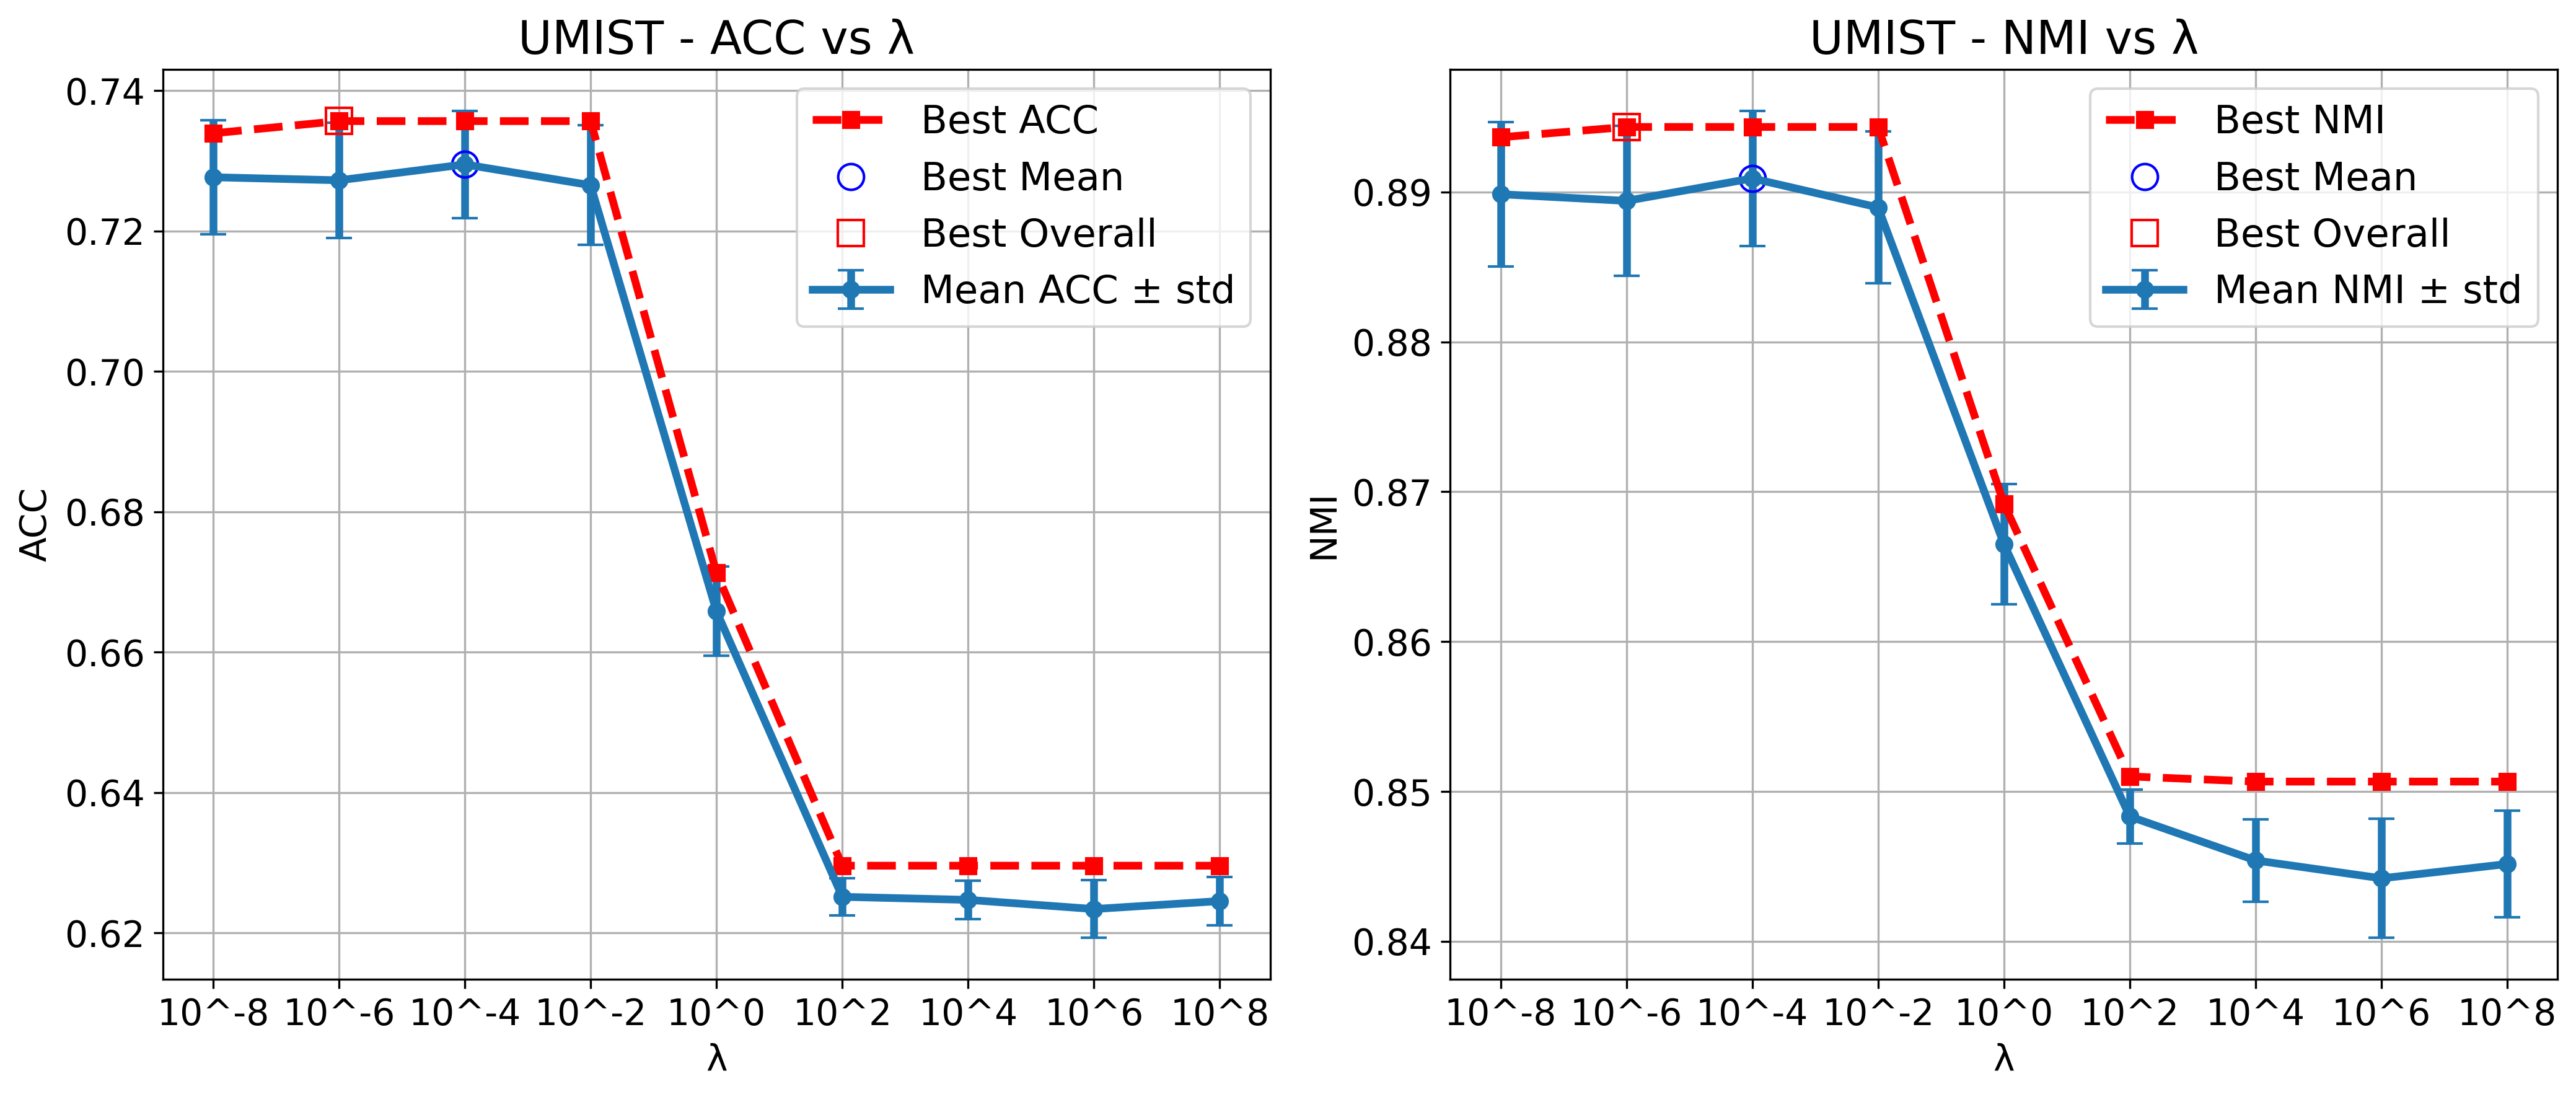 UMIST - ACC vs λ
0.74
0.72
0.70
0.68
0.66
0.64
0.62
ACC
10^-8 10^-6 10^-4 10^-2 10^0 10^2 10^4 10^6 10^8
λ
Best ACC
Best Mean
Best Overall
Mean ACC ± std
UMIST - NMI vs λ
0.89
0.88
0.87
0.86
0.85
0.84
NMI
10^-8 10^-6 10^-4 10^-2 10^0 10^2 10^4 10^6 10^8
λ
Best NMI
Best Mean
Best Overall
Mean NMI ± std